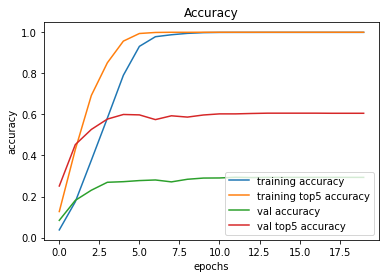 Accuracy
1.0
0.8
0.6
0.4
0.2
0.0
accuracy
training accuracy
training top5 accuracy
val accuracy
val top5 accuracy
0.0 2.5 5.0 7.5 10.0 12.5 15.0 17.5
epochs